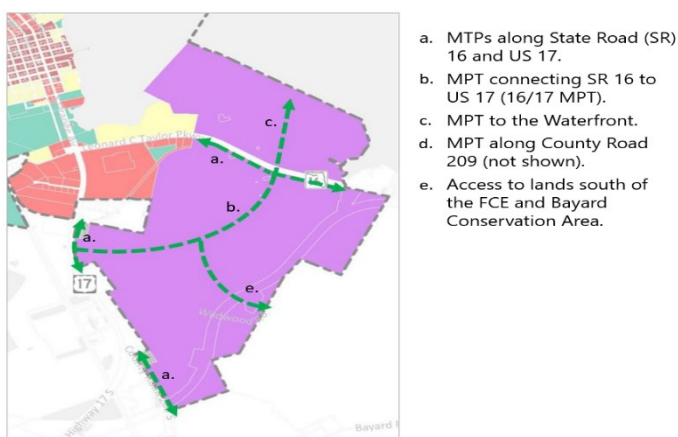 a. MTPs along State Road (SR)
16 and US 17.
b. MPT connecting SR 16 to
US 17 (16/17 MPT).
c. MPT to the Waterfront.
d. MPT along County Road
209 (not shown).
e. Access to lands south of
the FCE and Bayard
Conservation Area.
c.
Leonard C Taylor Pkwy
a.
16
b.
a.
17
e.
Wildwood
a.
Highway 17 S
Bayard